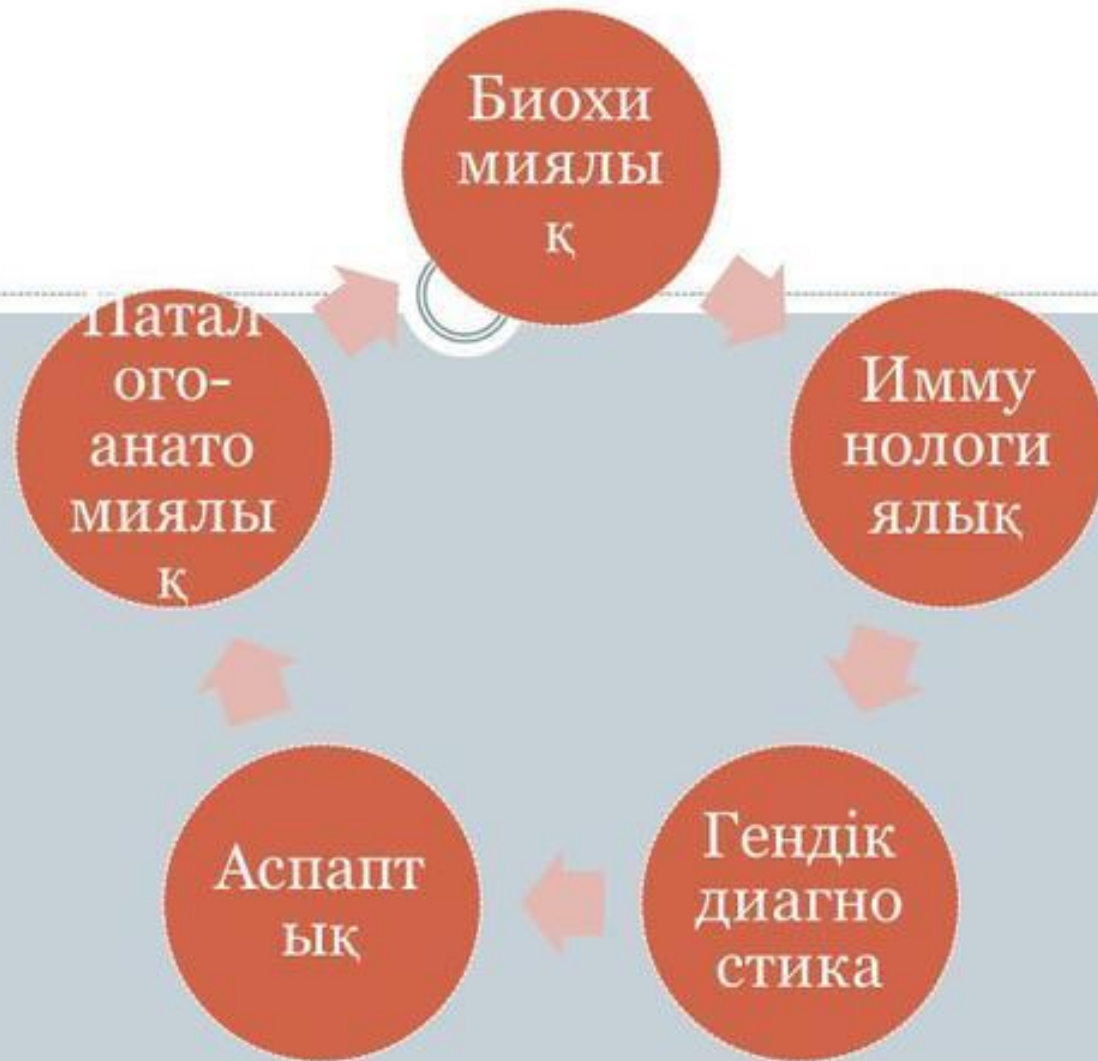 Биохи
миялы
қ
Имму
нологи
ялық
Гендік
диагно
стика
Аспапт
ық
Патал
ого-
анато
миялы
қ